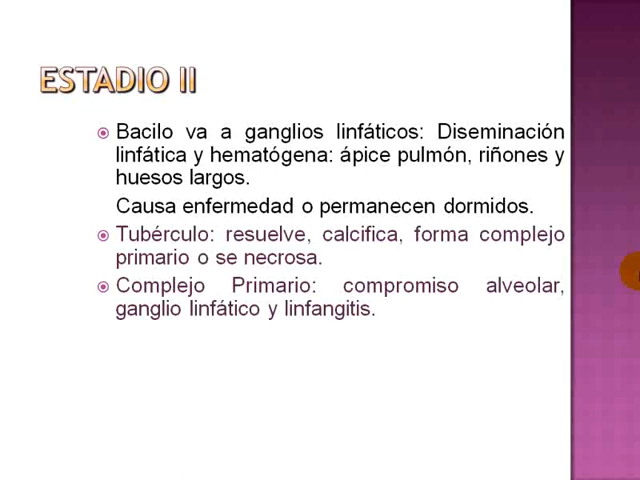 ESTADIO II
Bacilo va a ganglios linfáticos: Diseminación
linfática y hematógena: ápice pulmón, riñones y
huesos largos.
Causa enfermedad o permanecen dormidos.
Tubérculo: resuelve, calcifica, forma complejo
primario o se necrosa.
Complejo Primario: compromiso alveolar,
ganglio linfático y linfangitis.